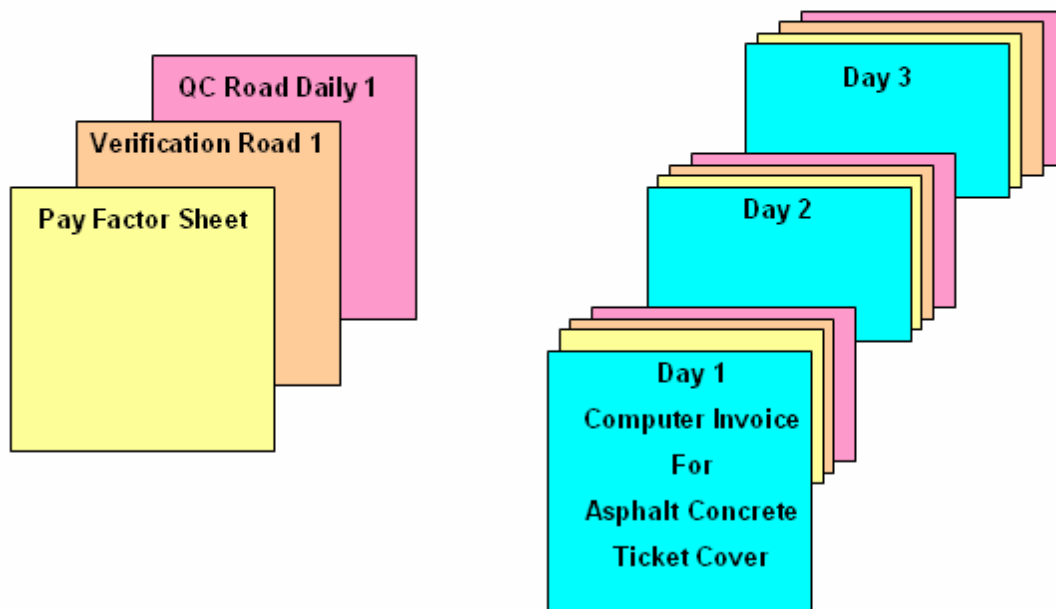 QC Road Daily 1
Verification Road 1
Pay Factor Sheet
Day 3
Day 2
Day 1
Computer Invoice
For
Asphalt Concrete
Ticket Cover